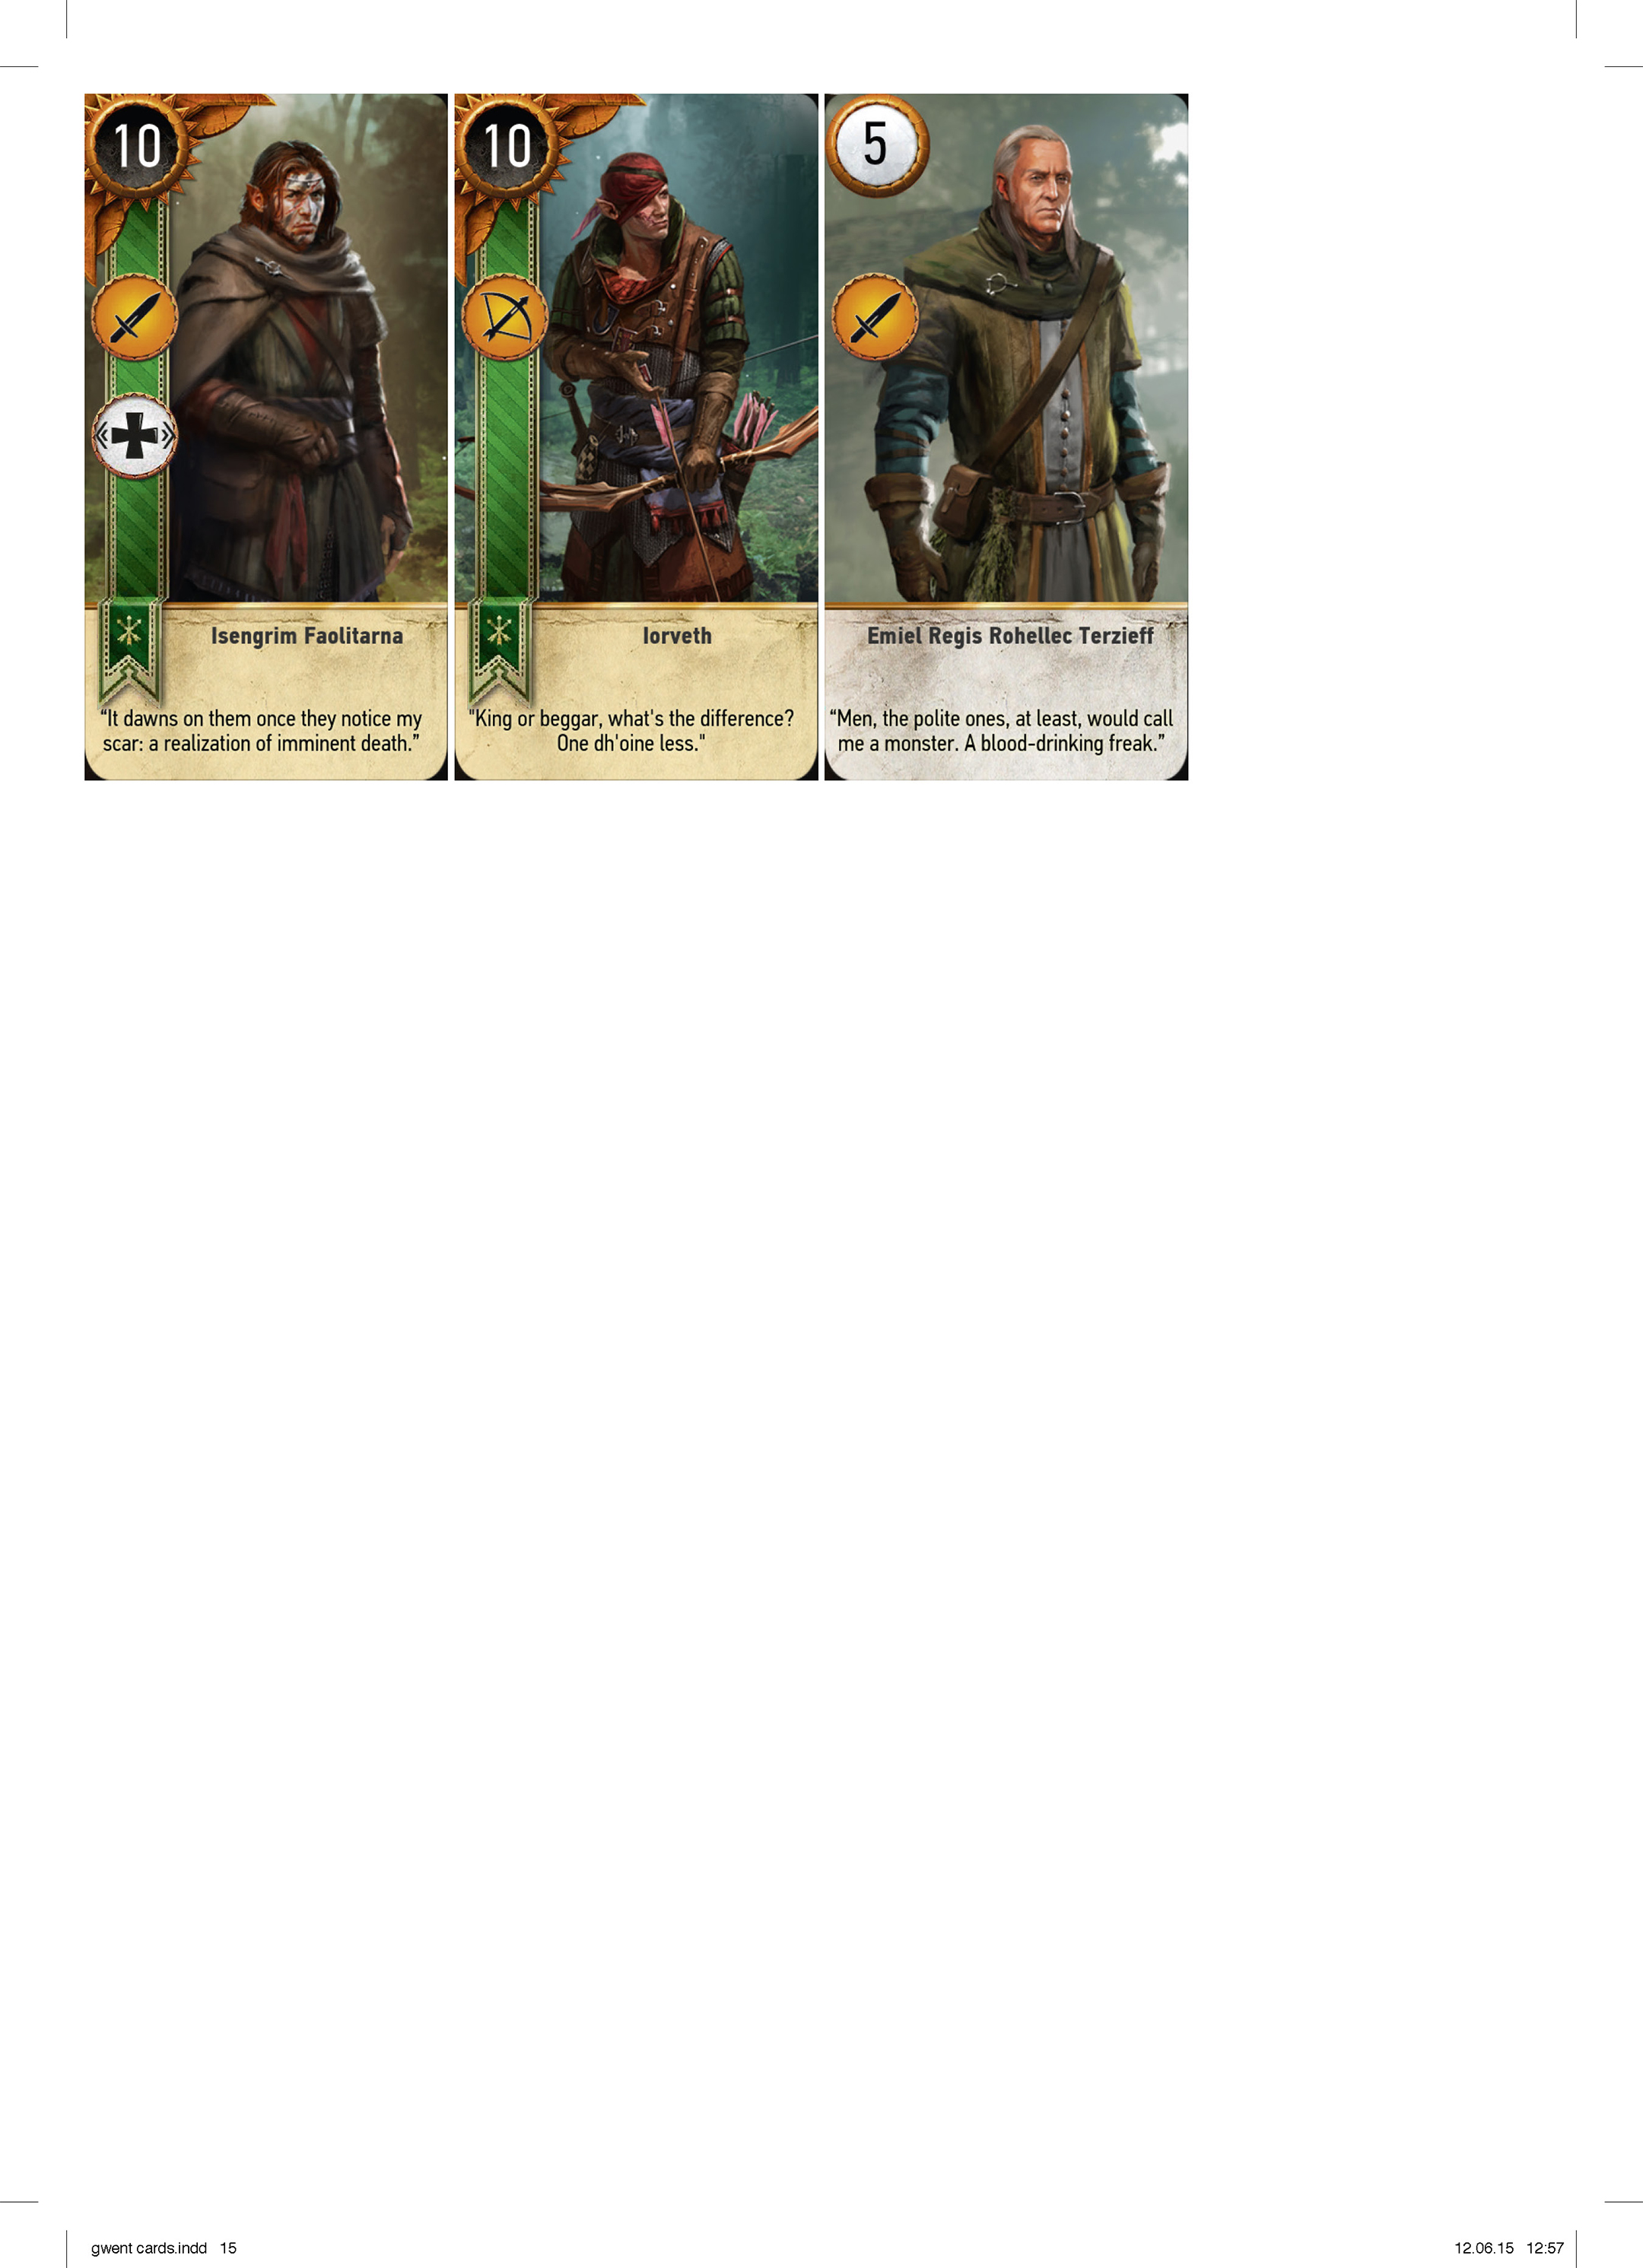 10
Isengrim Faolitarna
“It dawns on them once they notice my
scar: a realization of imminent death.”
10
Iorveth
"King or beggar, what's the difference?
One dh'oine less."
5
Emiel Regis Rohellec Terzieff
“Men, the polite ones, at least, would call
me a monster. A blood-drinking freak.”
gwent cards.indd 15
12.06.15 12:57